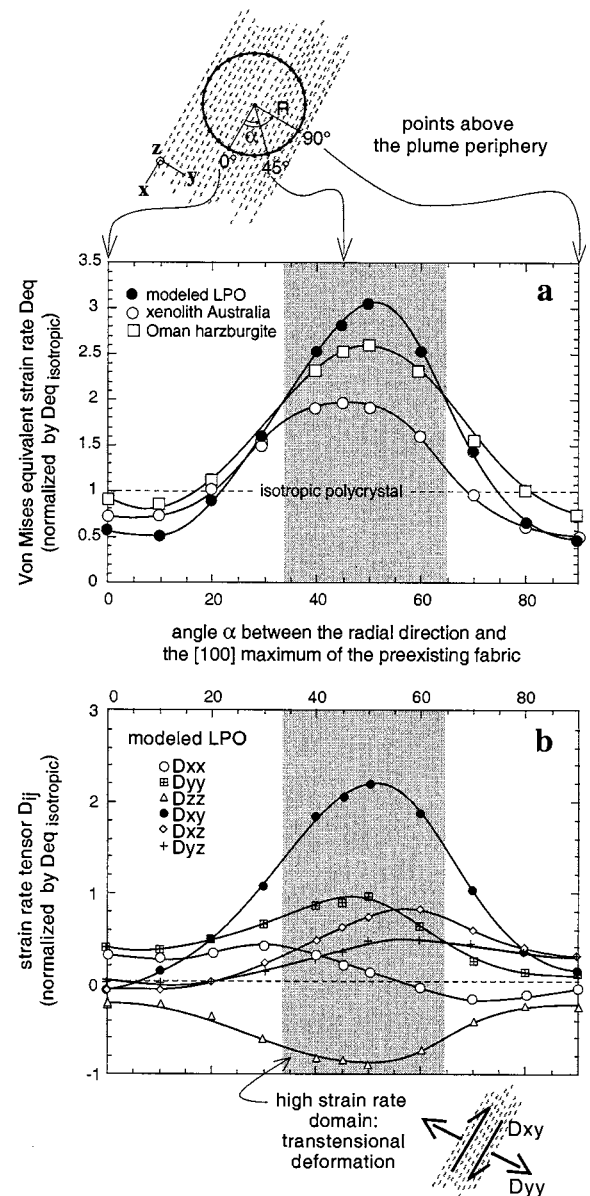 R
α
0°
45°
90°
z
x
y
points above
the plume periphery
a
3.5
3
2.5
2
1.5
1
0.5
0
modeled LPO
xenolith Australia
Oman harzburgite
isotropic polycrystal
Von Mises equivalent strain rate Deq
(normalized by Deq isotropic)
0 20 40 60 80
angle α between the radial direction and
the [100] maximum of the preexisting fabric
0 20 40 60 80
b
3
2
1
0
-1
modeled LPO
Dxx
Dyy
Dzz
Dxy
Dxz
Dyz
strain rate tensor Dij
(normalized by Deq isotropic)
high strain rate
domain:
transtensional
deformation
Dxy
Dyy